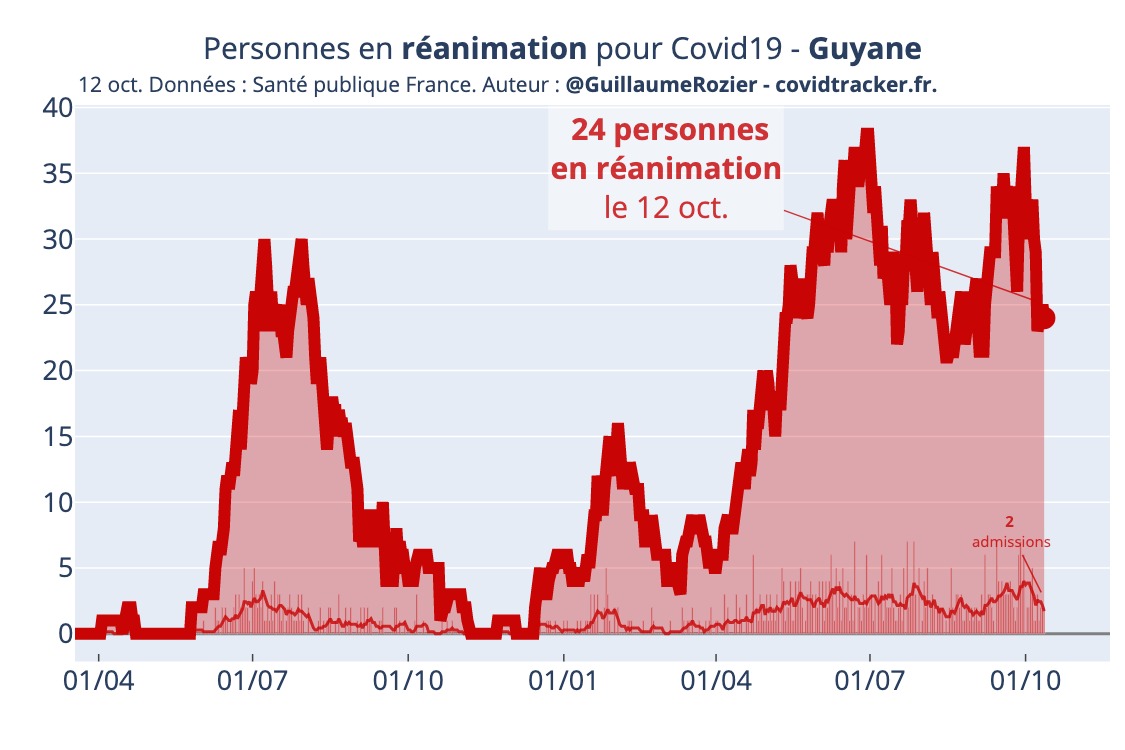 Personnes en réanimation pour Covid19 - Guyane
12 oct. Données : Santé publique France. Auteur : @GuillaumeRozier - covidtracker.fr.
40
35
30
25
20
15
10
5
0
24 personnes
en réanimation
le 12 oct.
2
admissions
01/04
01/07
01/10
01/01
01/04
01/07
01/10